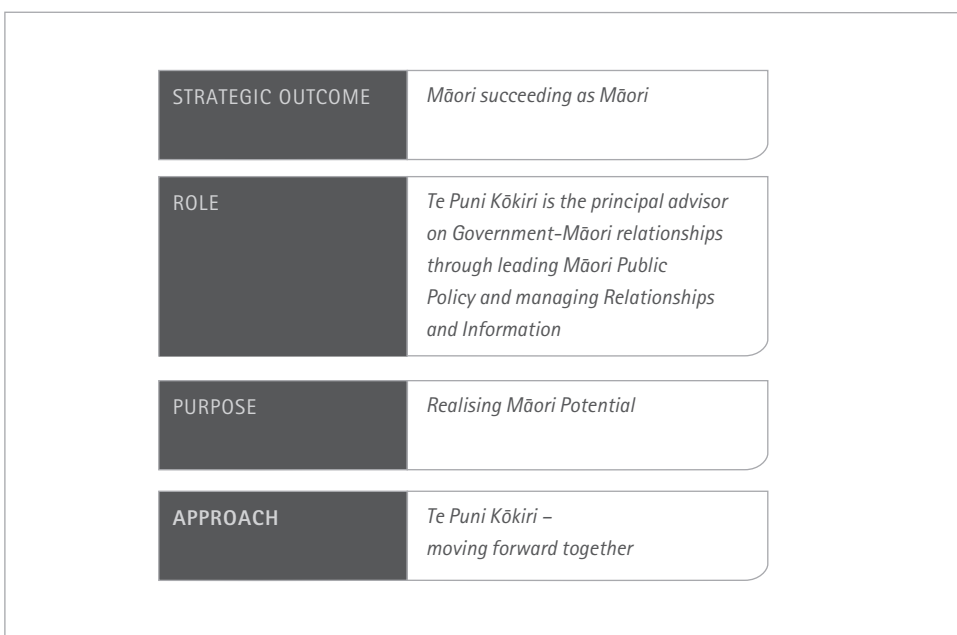 STRATEGIC OUTCOME
Māori succeeding as Māori
ROLE
Te Puni Kōkiri is the principal advisor
on Government-Māori relationships
through leading Māori Public
Policy and managing Relationships
and Information
PURPOSE
Realising Māori Potential
APPROACH
Te Puni Kōkiri –
moving forward together